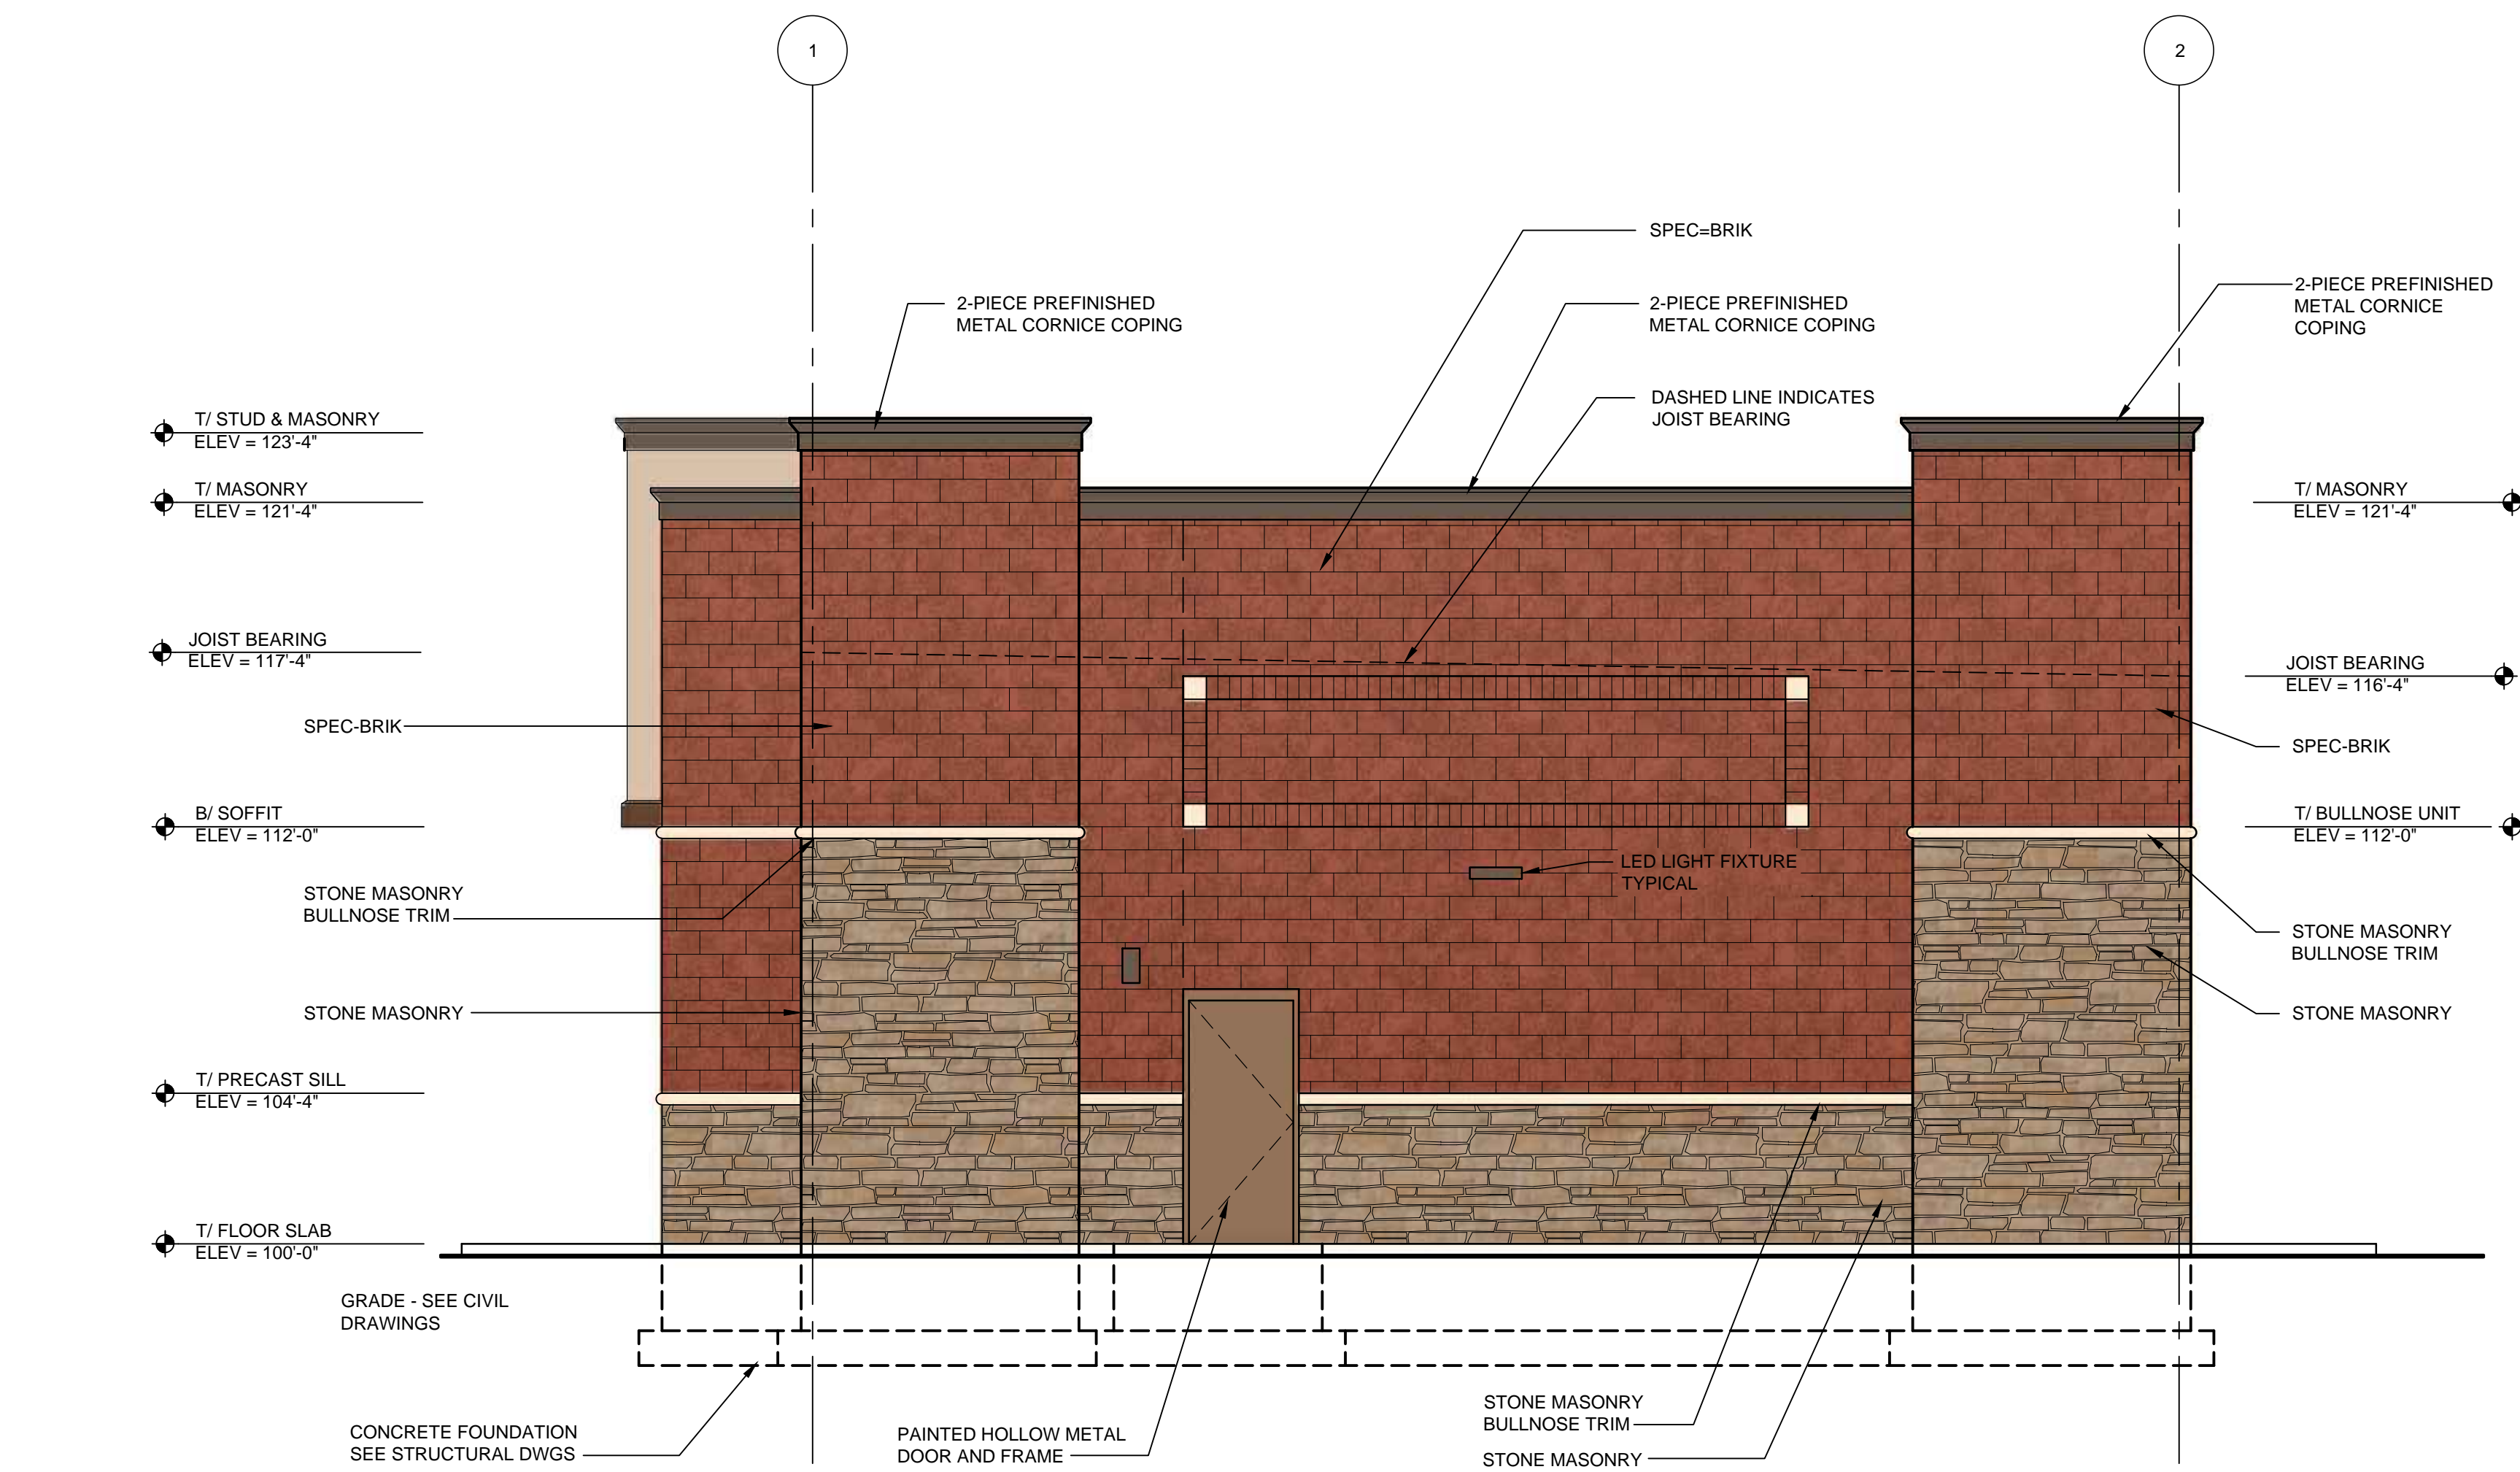 1
2
SPEC=BRIK
2-PIECE PREFINISHED
METAL CORNICE
COPING
2-PIECE PREFINISHED
METAL CORNICE COPING
2-PIECE PREFINISHED
METAL CORNICE COPING
DASHED LINE INDICATES
JOIST BEARING
T/ STUD & MASONRY
ELEV = 123'-4"
T/ MASONRY
ELEV = 121'-4"
T/ MASONRY
ELEV = 121'-4"
JOIST BEARING
ELEV = 117'-4"
JOIST BEARING
ELEV = 116'-4"
SPEC-BRIK
SPEC-BRIK
B/ SOFFIT
ELEV = 112'-0"
T/ BULLNOSE UNIT
ELEV = 112'-0"
LED LIGHT FIXTURE
TYPICAL
STONE MASONRY
BULLNOSE TRIM
STONE MASONRY
BULLNOSE TRIM
STONE MASONRY
STONE MASONRY
T/ PRECAST SILL
ELEV = 104'-4"
T/ FLOOR SLAB
ELEV = 100'-0"
GRADE - SEE CIVIL
DRAWINGS
CONCRETE FOUNDATION
SEE STRUCTURAL DWGS
PAINTED HOLLOW METAL
DOOR AND FRAME
STONE MASONRY
BULLNOSE TRIM
STONE MASONRY